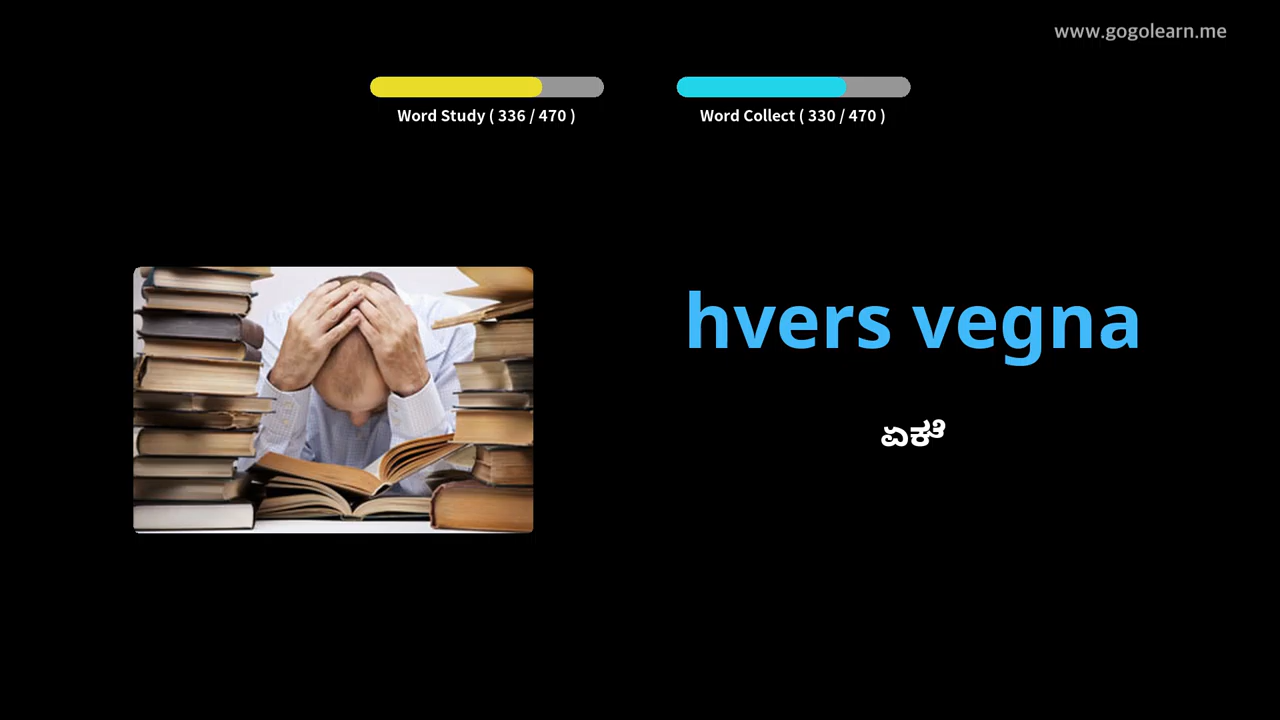 www.gogolearn.me
Word Study ( 336 / 470 )
Word Collect ( 330 / 470 )
hvers vegna
ಏಕೆ